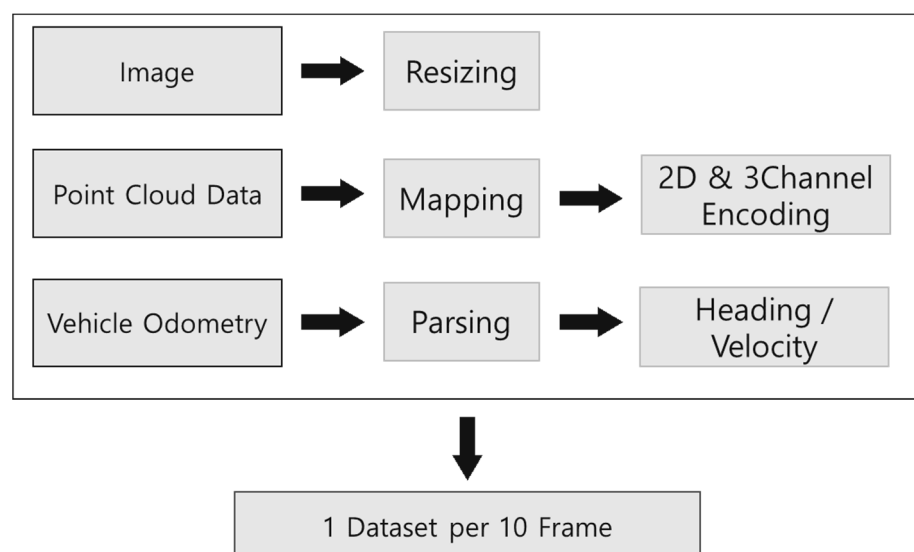 Image
Resizing
Point Cloud Data
Mapping
2D & 3Channel
Encoding
Vehicle Odometry
Parsing
Heading /
Velocity
1 Dataset per 10 Frame